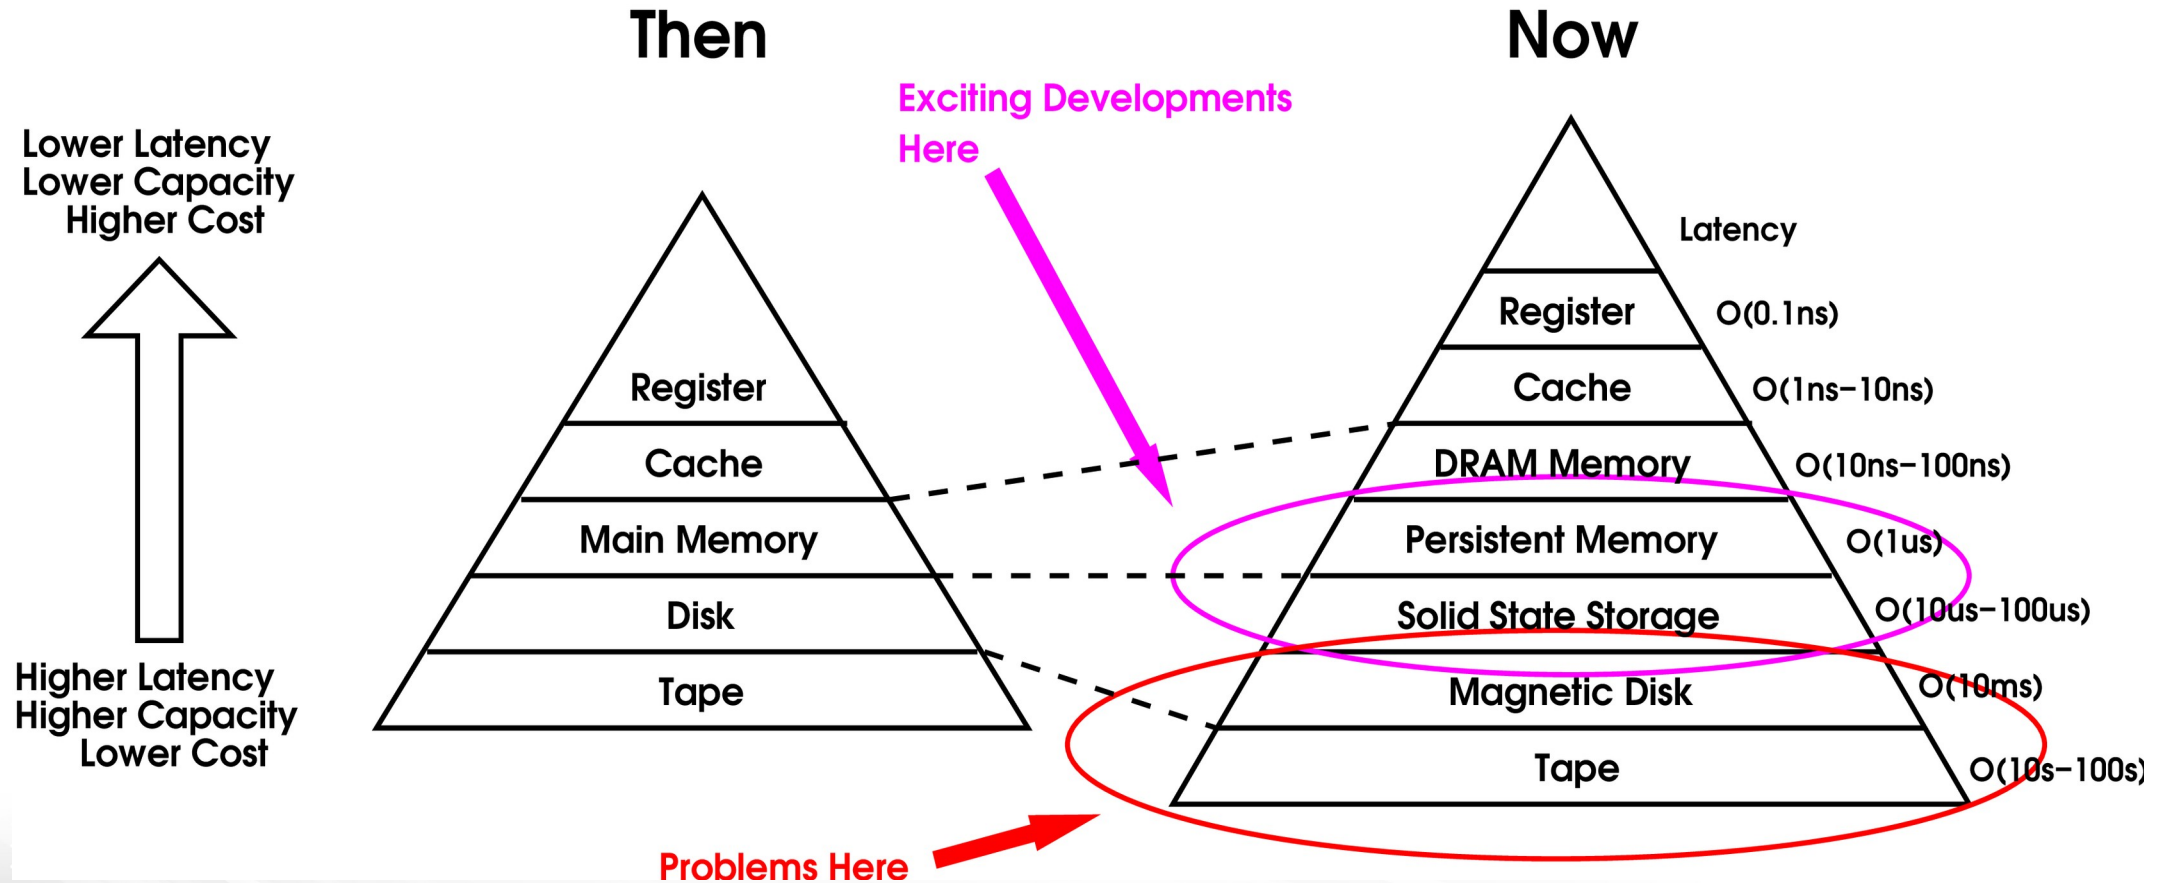 Then
Now
Exciting Developments
Here
Lower Latency
Lower Capacity
Higher Cost
Higher Latency
Higher Capacity
Lower Cost
Register
Cache
Main Memory
Disk
Tape
Latency
Register O(0.1ns)
Cache O(1ns–10ns)
DRAM Memory O(10ns–100ns)
Persistent Memory O(1us)
Solid State Storage O(10us–100us)
Magnetic Disk O(10ms)
Tape O(10s–100s)
Problems Here